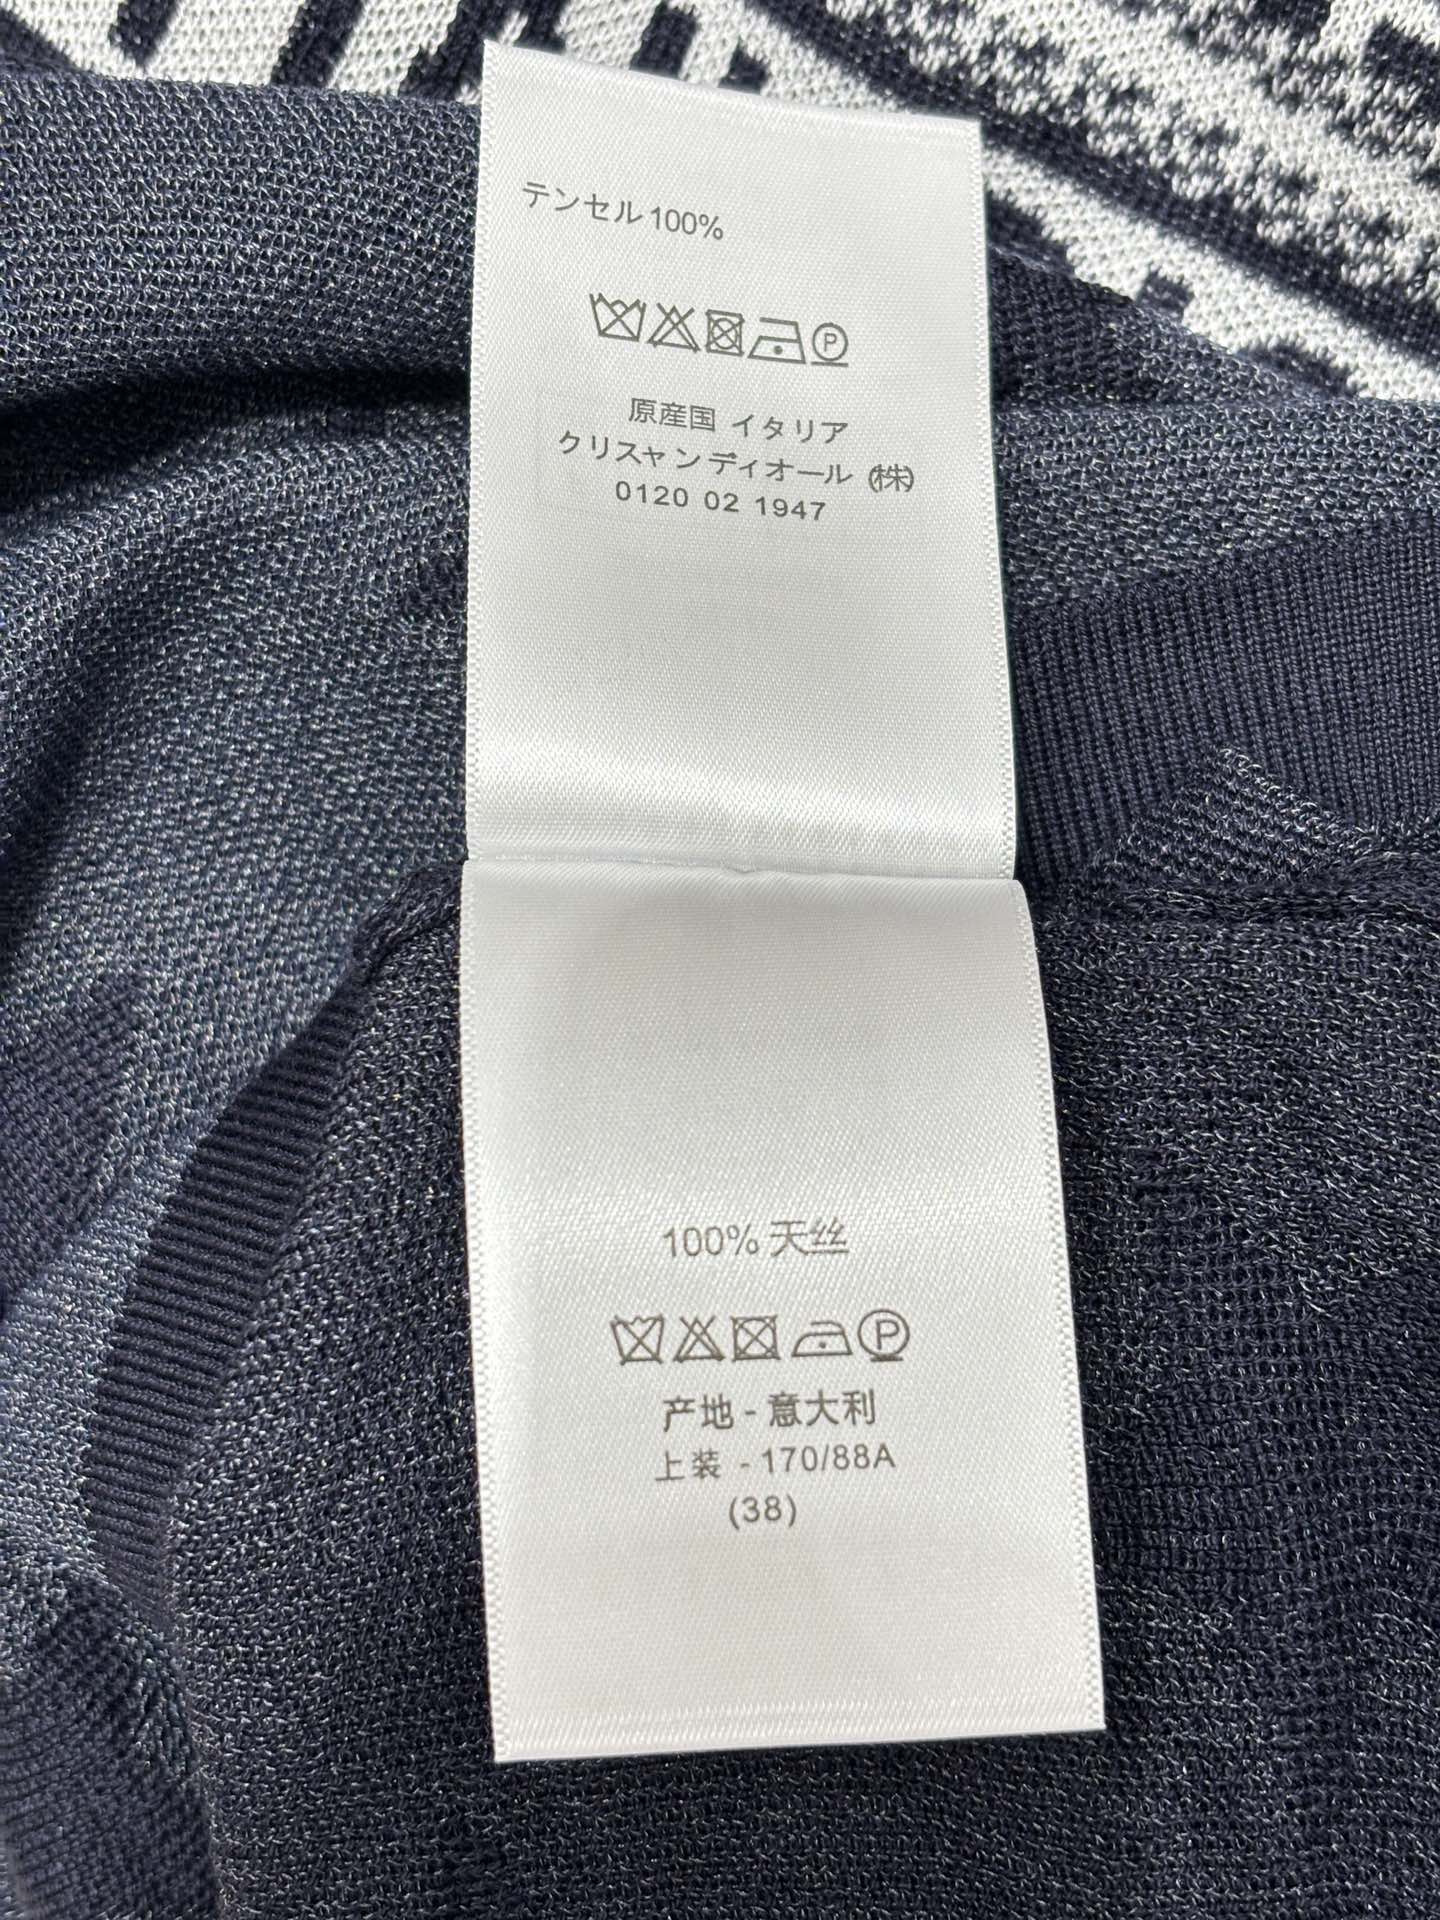 テンセル100%
原産国 イタリア
クリスャン ディオール (株)
0120 02 1947
100% 天丝
产地 - 意大利
上装 - 170/88A
(38)